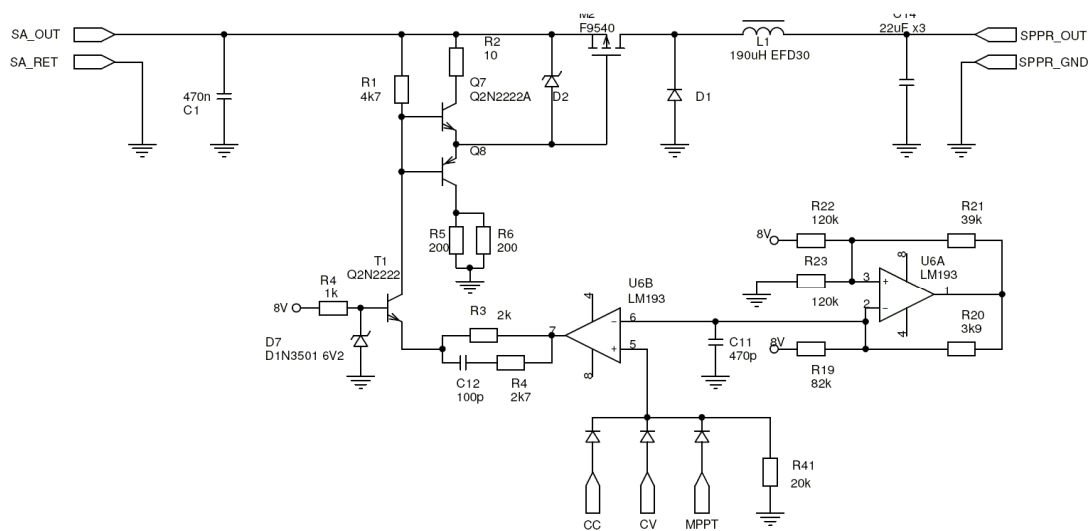 M2
F9540
C14
22uF x3
SA_OUT
SPPR_OUT
R2
10
L1
190uH EFD30
SA_RET
SPPR_GND
R1
4k7
Q7
Q2N2222A
470n
C1
D2
D1
Q8
R22
120k
R21
39k
R5
200
R6
200
8V
U6A
LM193
8
T1
Q2N2222
R23
120k
3
+
1
R4
1k
8V
U6B
LM193
4
2
−
R3
2k
6
−
R20
3k9
4
D7
D1N3501 6V2
7
5
+
C11
470p
8V
R19
82k
8
C12
100p
R4
2k7
R41
20k
CC
CV
MPPT